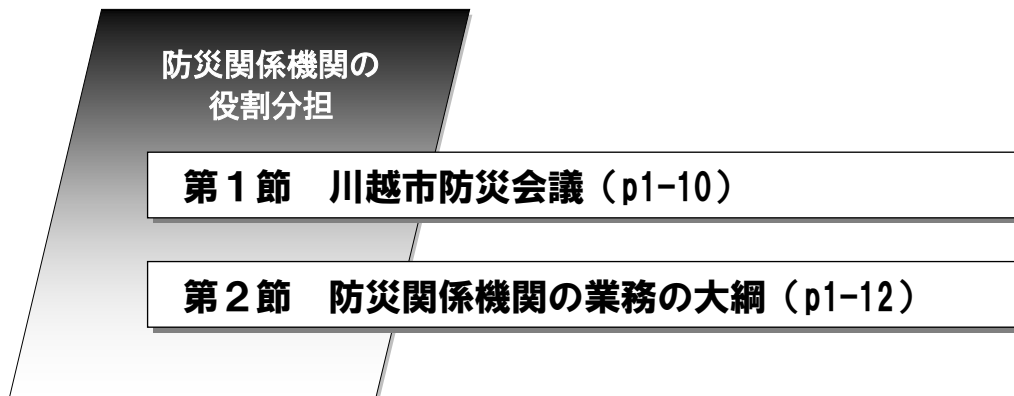 防災関係機関の
役割分担
第1節　川越市防災会議（p1-10）
第2節　防災関係機関の業務の大綱（p1-12）